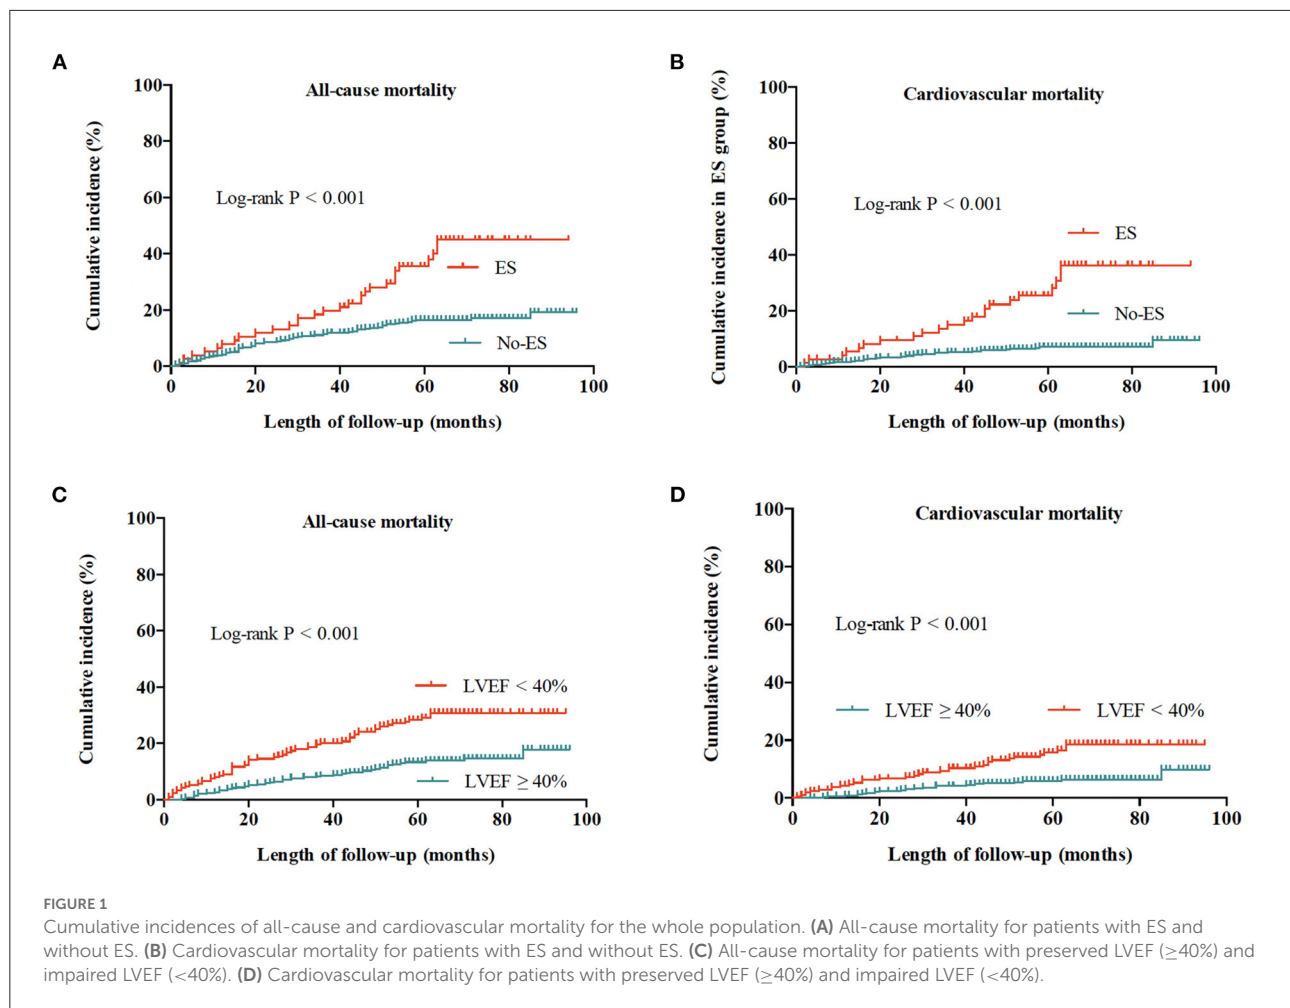 A
All-cause mortality
Cumulative incidence (%)
100
80
60
40
20
0
Log-rank P < 0.001
ES
No-ES
0 20 40 60 80 100
Length of follow-up (months)
B
Cardiovascular mortality
Cumulative incidence in ES group (%)
100
80
60
40
20
0
Log-rank P < 0.001
ES
No-ES
0 20 40 60 80 100
Length of follow-up (months)
C
All-cause mortality
Cumulative incidence (%)
100
80
60
40
20
0
Log-rank P < 0.001
LVEF < 40%
LVEF ≥ 40%
0 20 40 60 80 100
Length of follow-up (months)
D
Cardiovascular mortality
Cumulative incidence (%)
100
80
60
40
20
0
Log-rank P < 0.001
LVEF ≥ 40% LVEF < 40%
0 20 40 60 80 100
Length of follow-up (months)
FIGURE 1
Cumulative incidences of all-cause and cardiovascular mortality for the whole population. (A) All-cause mortality for patients with ES and
without ES. (B) Cardiovascular mortality for patients with ES and without ES. (C) All-cause mortality for patients with preserved LVEF (≥40%) and
impaired LVEF (<40%). (D) Cardiovascular mortality for patients with preserved LVEF (≥40%) and impaired LVEF (<40%).